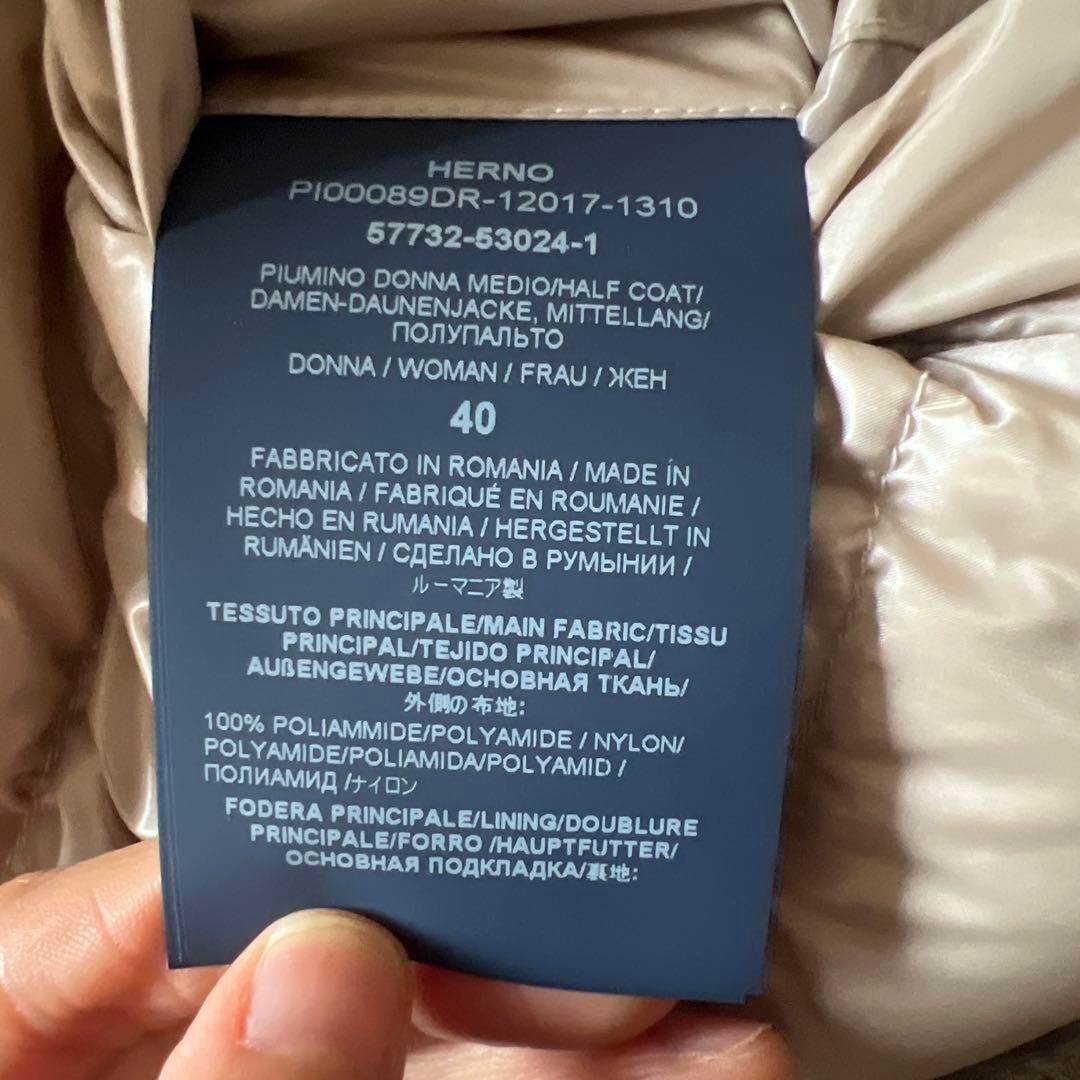 HERNO
PI00089DR-12017-1310
57732-53024-1
PIUMINO DONNA MEDIO/HALF COAT/
DAMEN-DAUNENJACKE, MITTELLANG/
ПОЛУПАЛЬТО
DONNA / WOMAN / FRAU / ЖЕН
40
FABBRICATO IN ROMANIA / MADE IN
ROMANIA / FABRIQUÉ EN ROUMANIE /
HECHO EN RUMANIA / HERGESTELLT IN
RUMÄNIEN / СДЕЛАНО В РУМЫНИИ /
ルーマニア製
TESSUTO PRINCIPALE/MAIN FABRIC/TISSU
PRINCIPAL/TEJIDO PRINCIPAL/
AUßENGEWEBE/ОСНОВНАЯ ТКАНЬ/
外側の布地:
100% POLIAMMIDE/POLYAMIDE / NYLON/
POLYAMIDE/POLIAMIDA/POLYAMID /
ПОЛИАМИД /ナイロン
FODERA PRINCIPALE/LINING/DOUBLURE
PRINCIPALE/FORRO /HAUPTFUTTER/
ОСНОВНАЯ ПОДКЛАДКА/裏地: